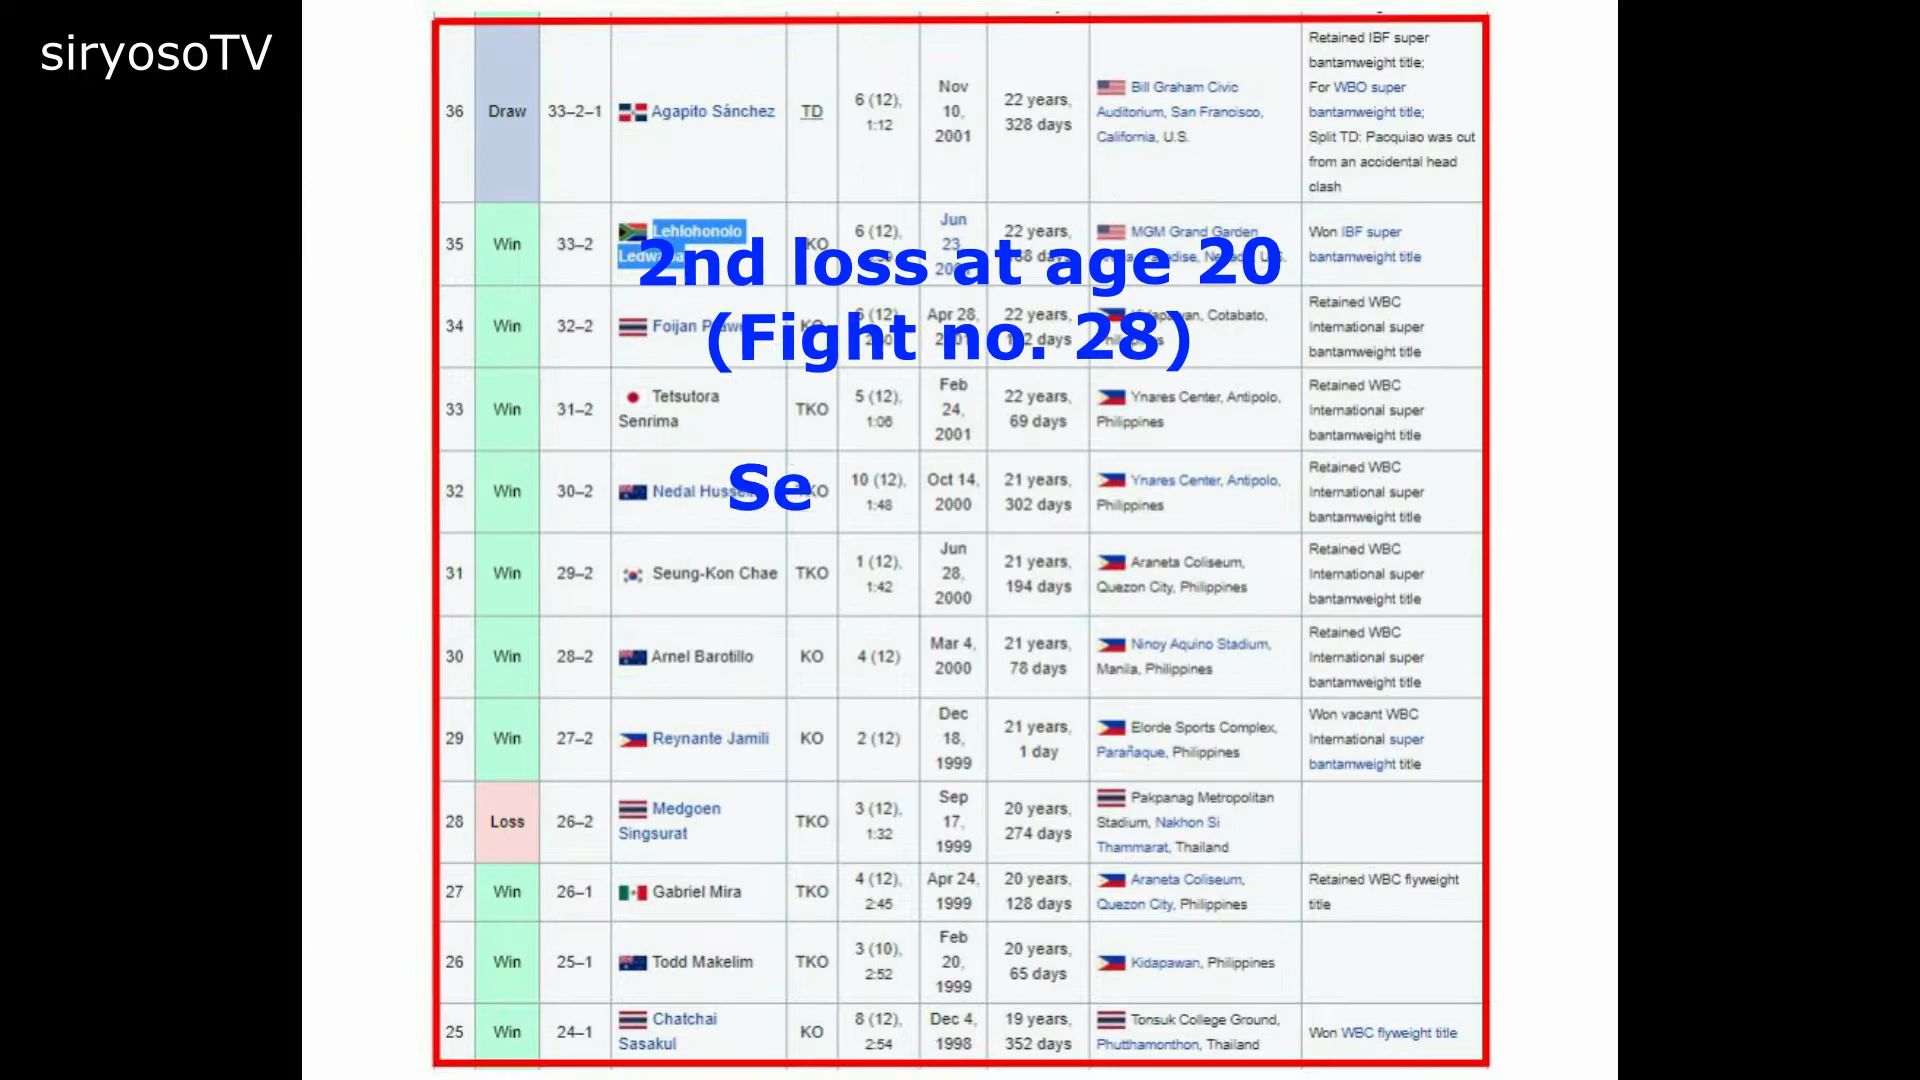 siryosoTV
36 Draw 33–2–1 Agapito Sánchez TD 6 (12), 1:12 Nov 10, 2001 22 years, 328 days Bill Graham Civic Auditorium, San Francisco, California, U.S. Retained IBF super bantamweight title; For WBO super bantamweight title; Split TD: Pacquiao was cut from an accidental head clash
35 Win 33–2 Lehlohonolo 6 (12), Jun 23, 22 years, MGM Grand Garden Won IBF super bantamweight title
2nd loss at age 20
34 Win 32–2 Foijan 6 (12), Apr 28, 22 years, Cotabato, Retained WBC International super bantamweight title
(Fight no. 28)
33 Win 31–2 Tetsutora Senrima TKO 5 (12), 1:06 Feb 24, 2001 22 years, 69 days Ynares Center, Antipolo, Philippines Retained WBC International super bantamweight title
Se
32 Win 30–2 Nedal 10 (12), 1:48 Oct 14, 2000 21 years, 302 days Ynares Center, Antipolo, Philippines Retained WBC International super bantamweight title
31 Win 29–2 Seung-Kon Chae TKO 1 (12), 1:42 Jun 28, 2000 21 years, 194 days Araneta Coliseum, Quezon City, Philippines Retained WBC International super bantamweight title
30 Win 28–2 Arnel Barotillo KO 4 (12) Mar 4, 2000 21 years, 78 days Ninoy Aquino Stadium, Manila, Philippines Retained WBC International super bantamweight title
29 Win 27–2 Reynante Jamili KO 2 (12) Dec 18, 1999 21 years, 1 day Elorde Sports Complex, Parañaque, Philippines Won vacant WBC International super bantamweight title
28 Loss 26–2 Medgoen Singsurat TKO 3 (12), 1:32 Sep 17, 1999 20 years, 274 days Pakpanag Metropolitan Stadium, Nakhon Si Thammarat, Thailand
27 Win 26–1 Gabriel Mira TKO 4 (12), 2:45 Apr 24, 1999 20 years, 128 days Araneta Coliseum, Quezon City, Philippines Retained WBC flyweight title
26 Win 25–1 Todd Makelim TKO 3 (10), 2:52 Feb 20, 1999 20 years, 65 days Kidapawan, Philippines
25 Win 24–1 Chatchai Sasakul KO 8 (12), 2:54 Dec 4, 1998 19 years, 352 days Tonsuk College Ground, Phutthamonthon, Thailand Won WBC flyweight title